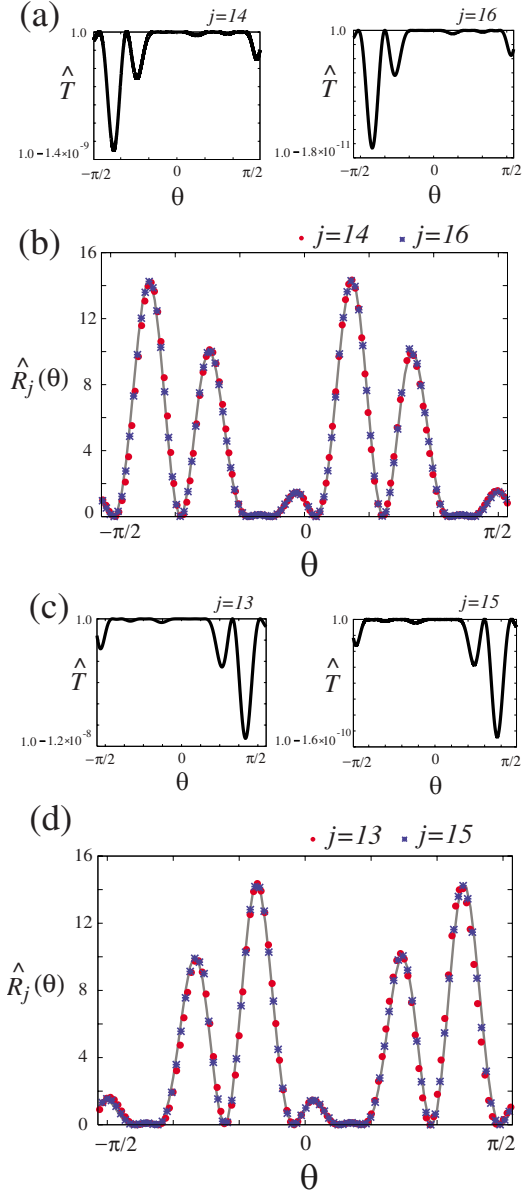 (a)
j=14
j=16
1.0
1.0
T̂
T̂
1.0−1.4×10⁻⁹
1.0−1.8×10⁻¹¹
−π/2
0
π/2
−π/2
0
π/2
θ
θ
(b)
j=14
j=16
16
12
8
4
0
R̂ⱼ(θ)
−π/2
0
π/2
θ
(c)
j=13
j=15
1.0
1.0
T̂
T̂
1.0−1.2×10⁻⁸
1.0−1.6×10⁻¹⁰
−π/2
0
π/2
−π/2
0
π/2
θ
θ
(d)
j=13
j=15
16
12
8
4
0
R̂ⱼ(θ)
−π/2
0
π/2
θ